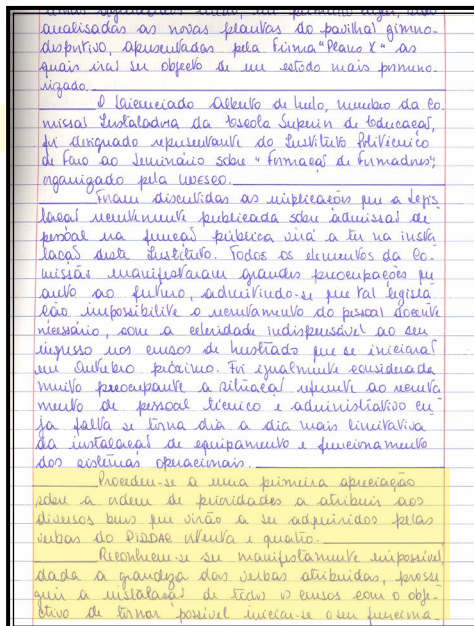 analisadas as novas plantas do pavilhão gimno-
desportivo, apresentadas pela Firma "Plano X" as
quais irão ser objecto de um estudo mais pormeno-
rizado.
O Licenciado Alberto de Melo, membro da Co-
missão Instaladora da Escola Superior de Educação,
foi designado representante do Instituto Politécnico
de Faro ao Seminário sobre "Formação de Formadores",
organizado pela UNESCO.
Foram discutidas as implicações que a legis-
lação recentemente publicada sobre admissão de
pessoal na função pública virá a ter na insta-
lação deste Instituto. Todos os elementos da Co-
missão manifestaram grandes preocupações qu
anto ao futuro, admitindo-se que tal legisla-
ção impossibilite o recrutamento do pessoal docente
necessário, com a celeridade indispensável ao seu
ingresso nos cursos de mestrado que se iniciarão
em Outubro próximo. Foi igualmente considerada
muito preocupante a situação referente ao recruta
mento de pessoal técnico e administrativo cu-
ja falta se torna dia a dia mais limitativa
da instalação de equipamento e funcionamento
dos sistemas operacionais.
Procedeu-se a uma primeira apreciação
sobre a ordem de prioridades a atribuir aos
diversos bens que virão a ser adquiridos pelas
verbas do PIDDAC oitenta e quatro.
Reconheceu-se ser manifestamente impossível,
dada a grandeza das verbas atribuídas, prosse-
guir a instalação de todos os cursos com o obje-
ctivo de tornar possível iniciar-se o seu funciona-